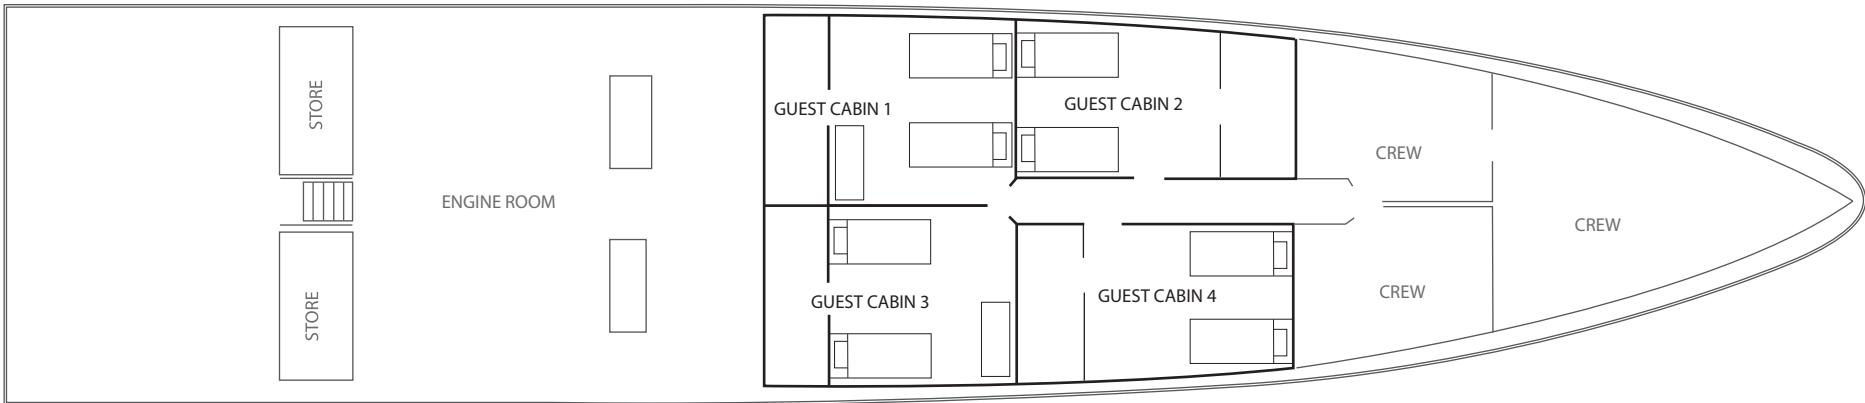 STORE
GUEST CABIN 1
GUEST CABIN 2
CREW
ENGINE ROOM
CREW
STORE
GUEST CABIN 3
GUEST CABIN 4
CREW